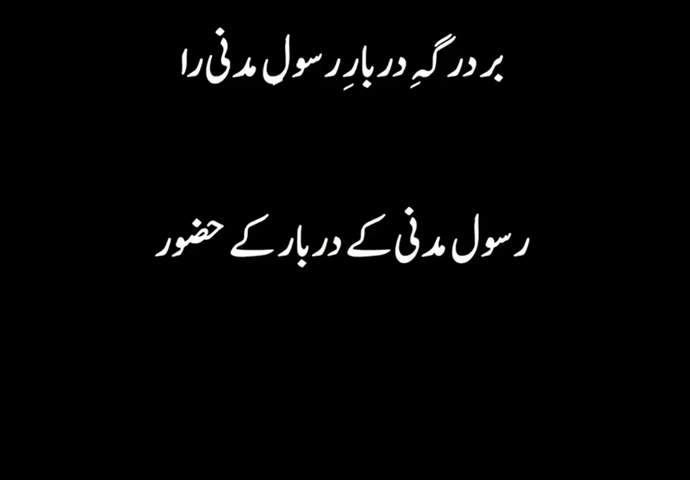 بر درگہِ دربارِ رسولِ مدنی را
رسول مدنی کے دربار کے حضور